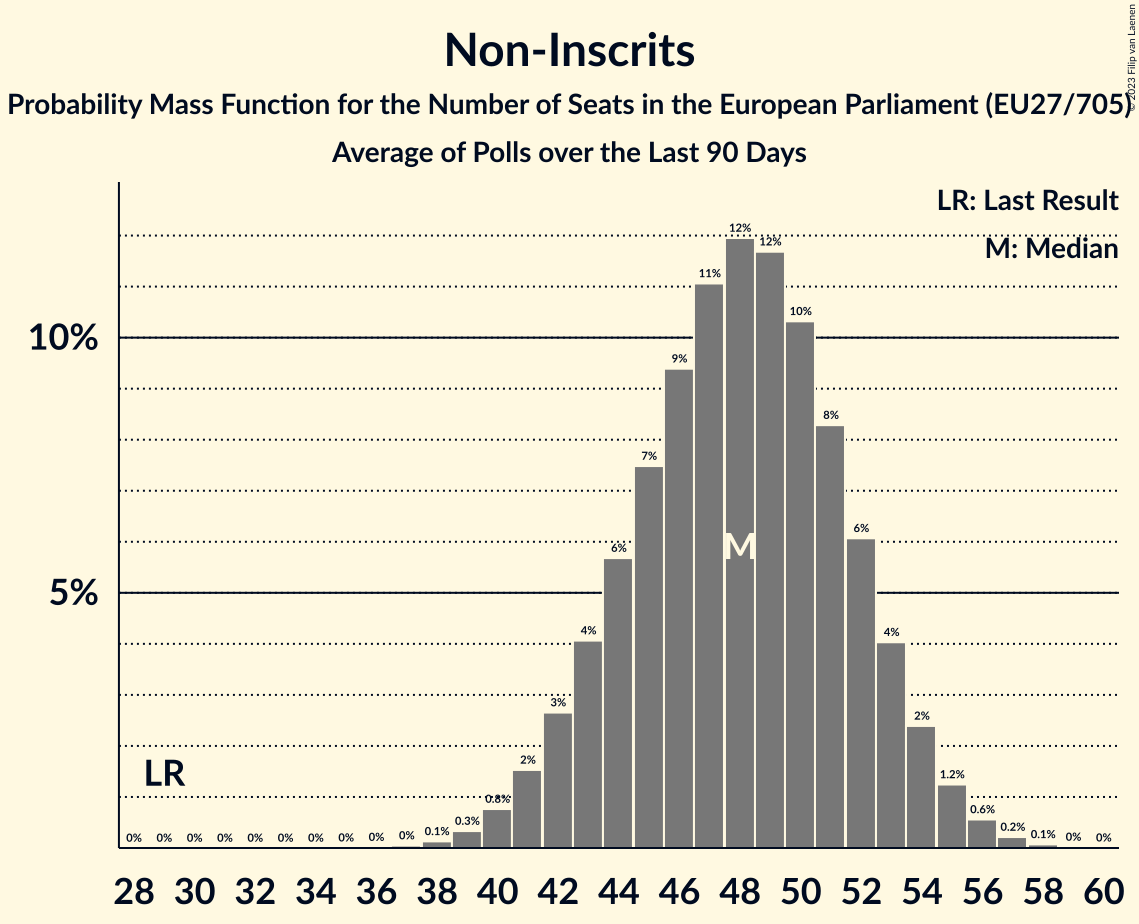 © 2023 Filip van Laenen
Non-Inscrits
Probability Mass Function for the Number of Seats in the European Parliament (EU27/705)
Average of Polls over the Last 90 Days
LR: Last Result
M: Median
10%
5%
0% 0% 0% 0% 0% 0% 0% 0% 0% 0% 0.1% 0.3% 0.8% 2% 3% 4% 6% 7% 9% 11% 12% 12% 10% 8% 6% 4% 2% 1.2% 0.6% 0.2% 0.1% 0% 0%
M
LR
28 30 32 34 36 38 40 42 44 46 48 50 52 54 56 58 60